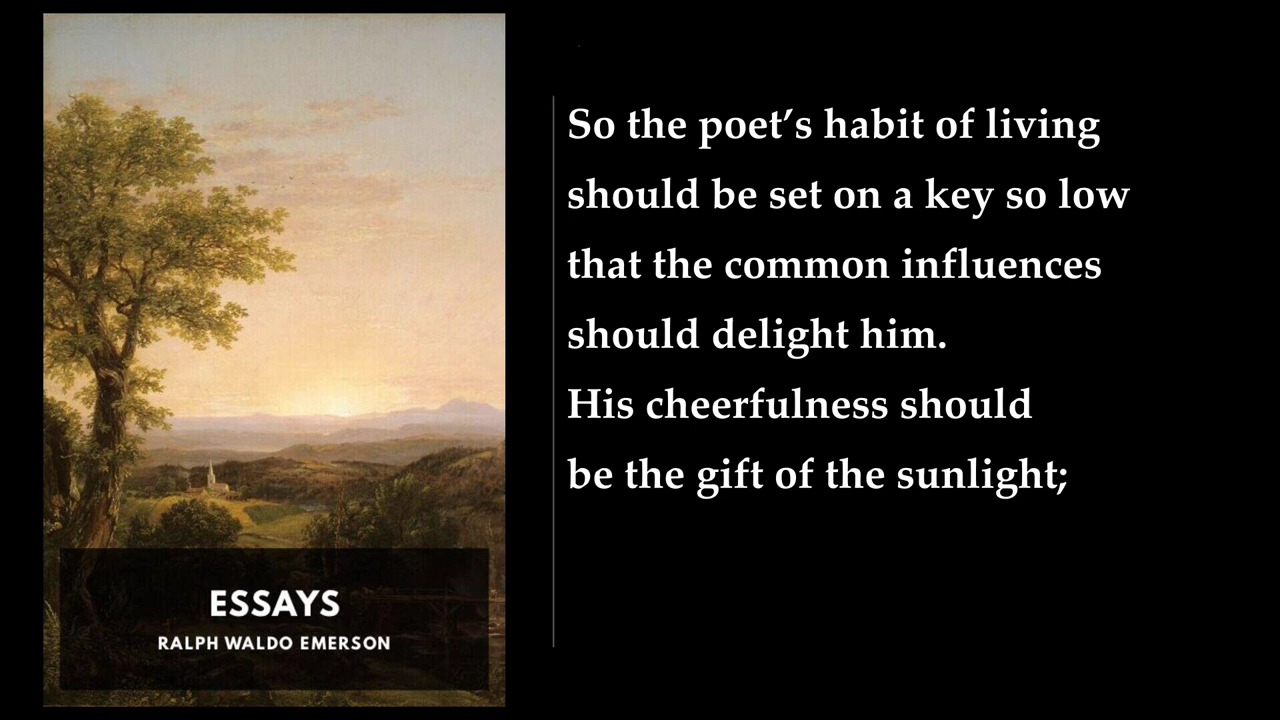 ESSAYS
RALPH WALDO EMERSON
So the poet’s habit of living
should be set on a key so low
that the common influences
should delight him.
His cheerfulness should
be the gift of the sunlight;